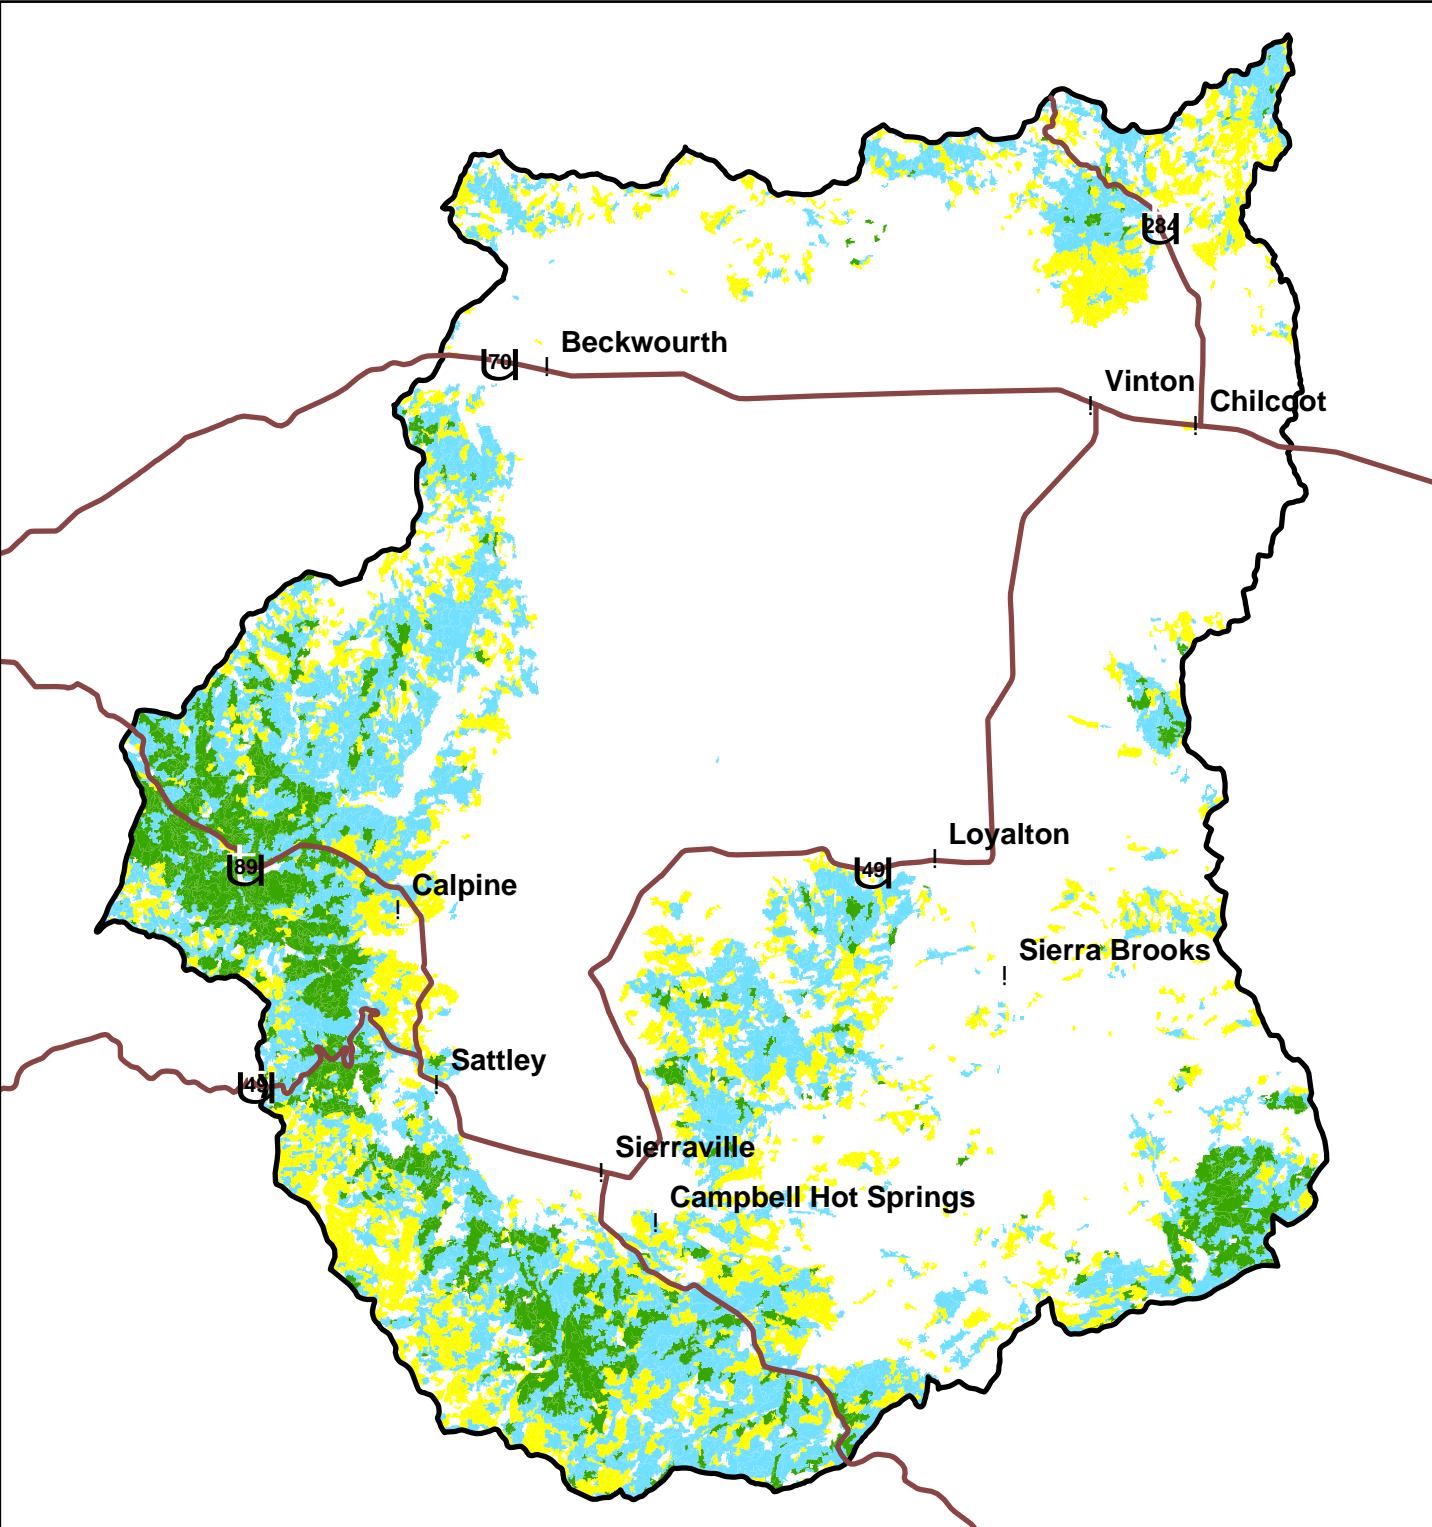 284
Beckwourth
70
Vinton
Chilcoot
Loyalton
49
89
Calpine
Sierra Brooks
Sattley
49
Sierraville
Campbell Hot Springs